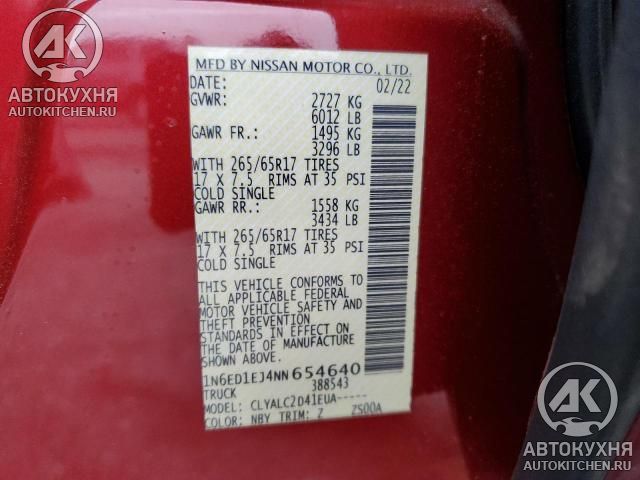 АК
АВТОКУХНЯ
AUTOKITCHEN.RU
MFD BY NISSAN MOTOR CO., LTD.
DATE: 02/22
GVWR: 2727 KG
6012 LB
GAWR FR.: 1495 KG
3296 LB
WITH 265/65R17 TIRES
17 X 7.5 RIMS AT 35 PSI
COLD SINGLE
GAWR RR.: 1558 KG
3434 LB
WITH 265/65R17 TIRES
17 X 7.5 RIMS AT 35 PSI
COLD SINGLE
THIS VEHICLE CONFORMS TO
ALL APPLICABLE FEDERAL
MOTOR VEHICLE SAFETY AND
THEFT PREVENTION
STANDARDS IN EFFECT ON
THE DATE OF MANUFACTURE
SHOWN ABOVE.
1N6ED1EJ4NN654640
TRUCK 388543
MODEL: CLYALC2D41EUA-----
COLOR: NBY TRIM: Z ZS00A
АК
АВТОКУХНЯ
AUTOKITCHEN.RU